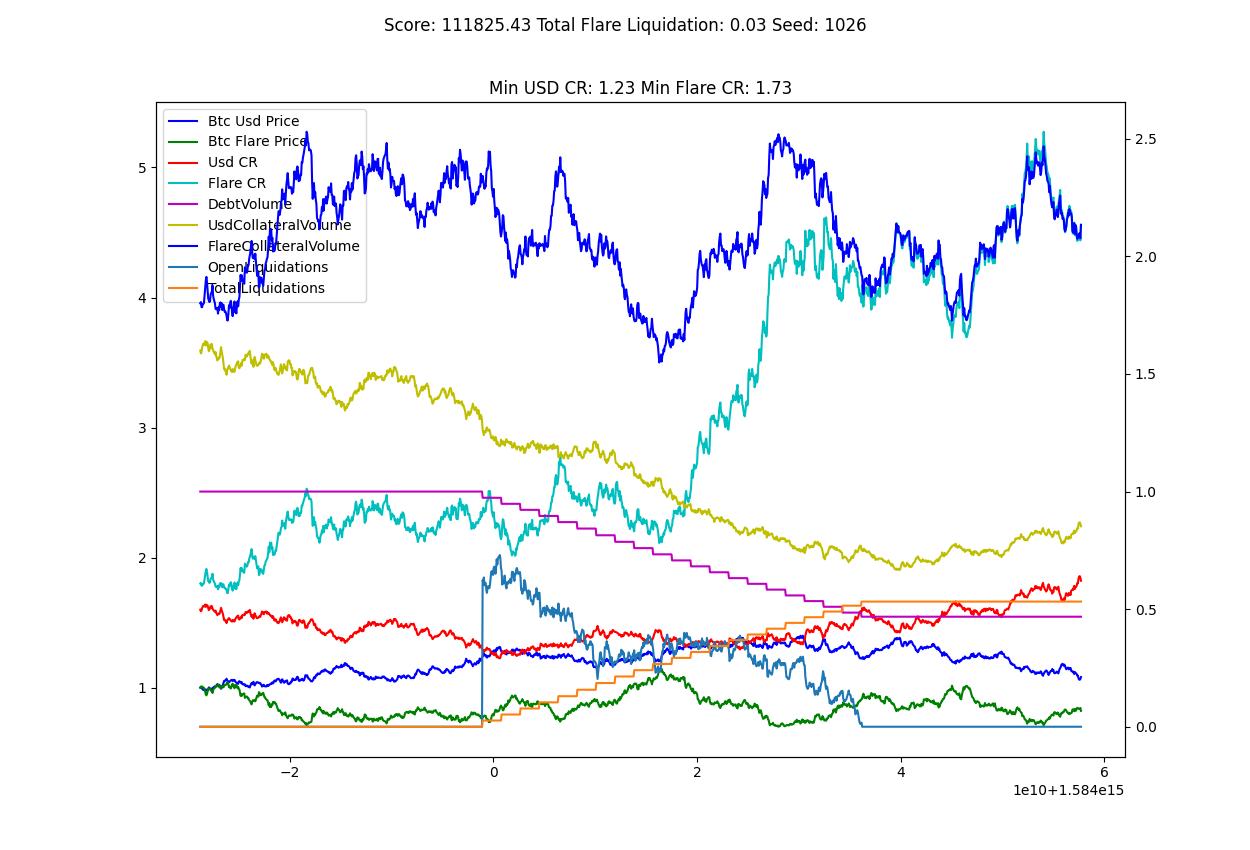 Score: 111825.43 Total Flare Liquidation: 0.03 Seed: 1026
Min USD CR: 1.23 Min Flare CR: 1.73
Btc Usd Price
Btc Flare Price
Usd CR
Flare CR
DebtVolume
UsdCollateralVolume
FlareCollateralVolume
OpenLiquidations
TotalLiquidations
5
4
3
2
1
2.5
2.0
1.5
1.0
0.5
0.0
−2
0
2
4
6
1e10+1.584e15